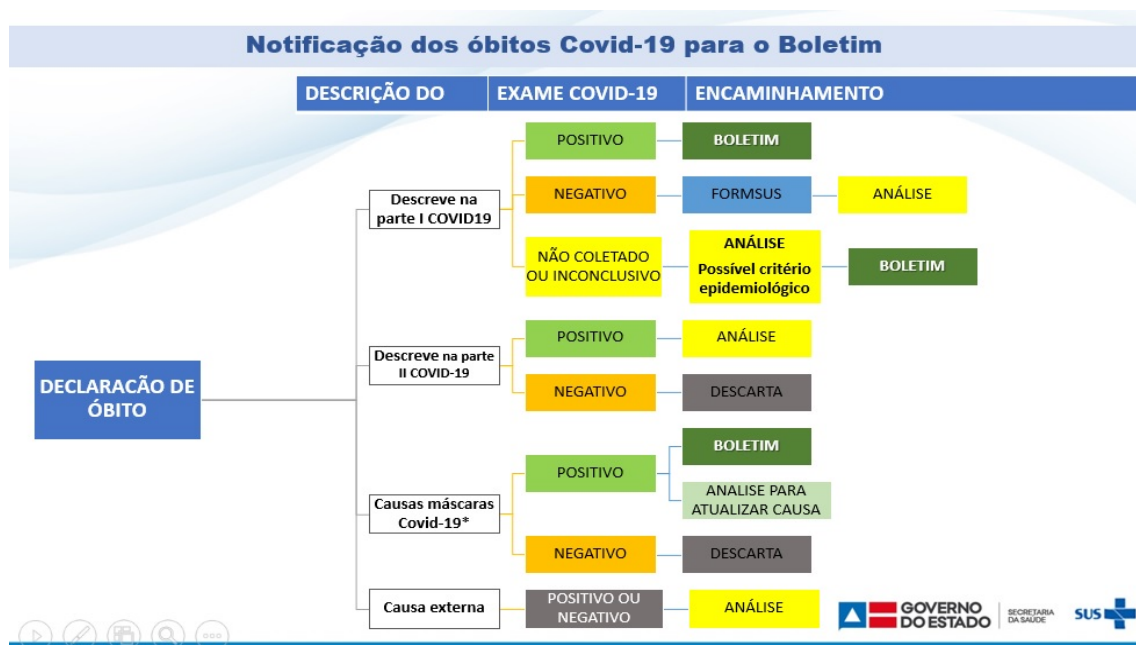 Notificação dos óbitos Covid-19 para o Boletim
DESCRIÇÃO DO
EXAME COVID-19
ENCAMINHAMENTO
DECLARACÃO DE
ÓBITO
Descreve na
parte I COVID19
POSITIVO
BOLETIM
NEGATIVO
FORMSUS
ANÁLISE
NÃO COLETADO
OU INCONCLUSIVO
ANÁLISE
Possível critério
epidemiológico
BOLETIM
Descreve na parte
II COVID-19
POSITIVO
ANÁLISE
NEGATIVO
DESCARTA
Causas máscaras
Covid-19*
POSITIVO
BOLETIM
ANALISE PARA
ATUALIZAR CAUSA
NEGATIVO
DESCARTA
Causa externa
POSITIVO OU
NEGATIVO
ANÁLISE
GOVERNO
DO ESTADO
SECRETARIA
DA SAÚDE
SUS